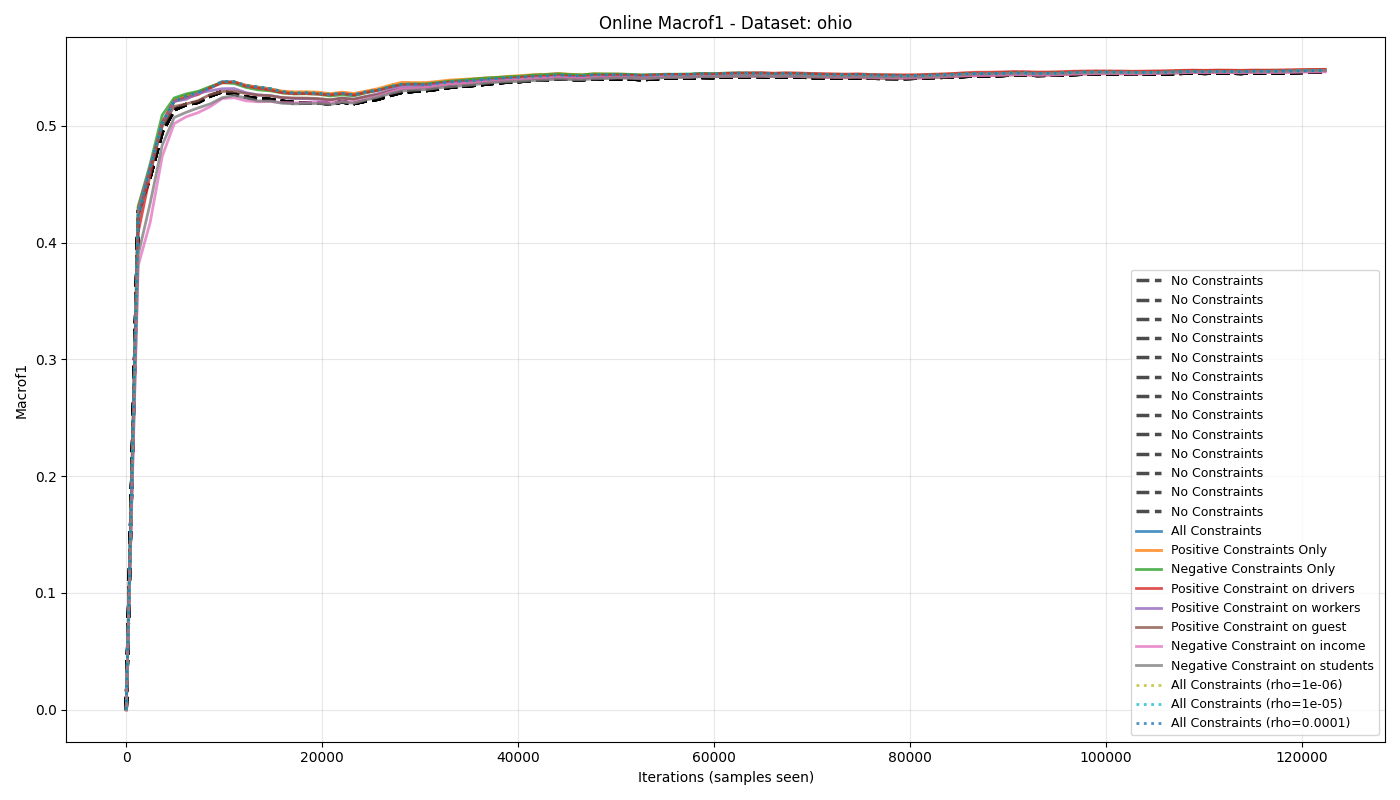 Online Macrof1 - Dataset: ohio
Macrof1
0.5
0.4
0.3
0.2
0.1
0.0
0
20000
40000
60000
80000
100000
120000
Iterations (samples seen)
No Constraints
No Constraints
No Constraints
No Constraints
No Constraints
No Constraints
No Constraints
No Constraints
No Constraints
No Constraints
No Constraints
No Constraints
No Constraints
All Constraints
Positive Constraints Only
Negative Constraints Only
Positive Constraint on drivers
Positive Constraint on workers
Positive Constraint on guest
Negative Constraint on income
Negative Constraint on students
All Constraints (rho=1e-06)
All Constraints (rho=1e-05)
All Constraints (rho=0.0001)